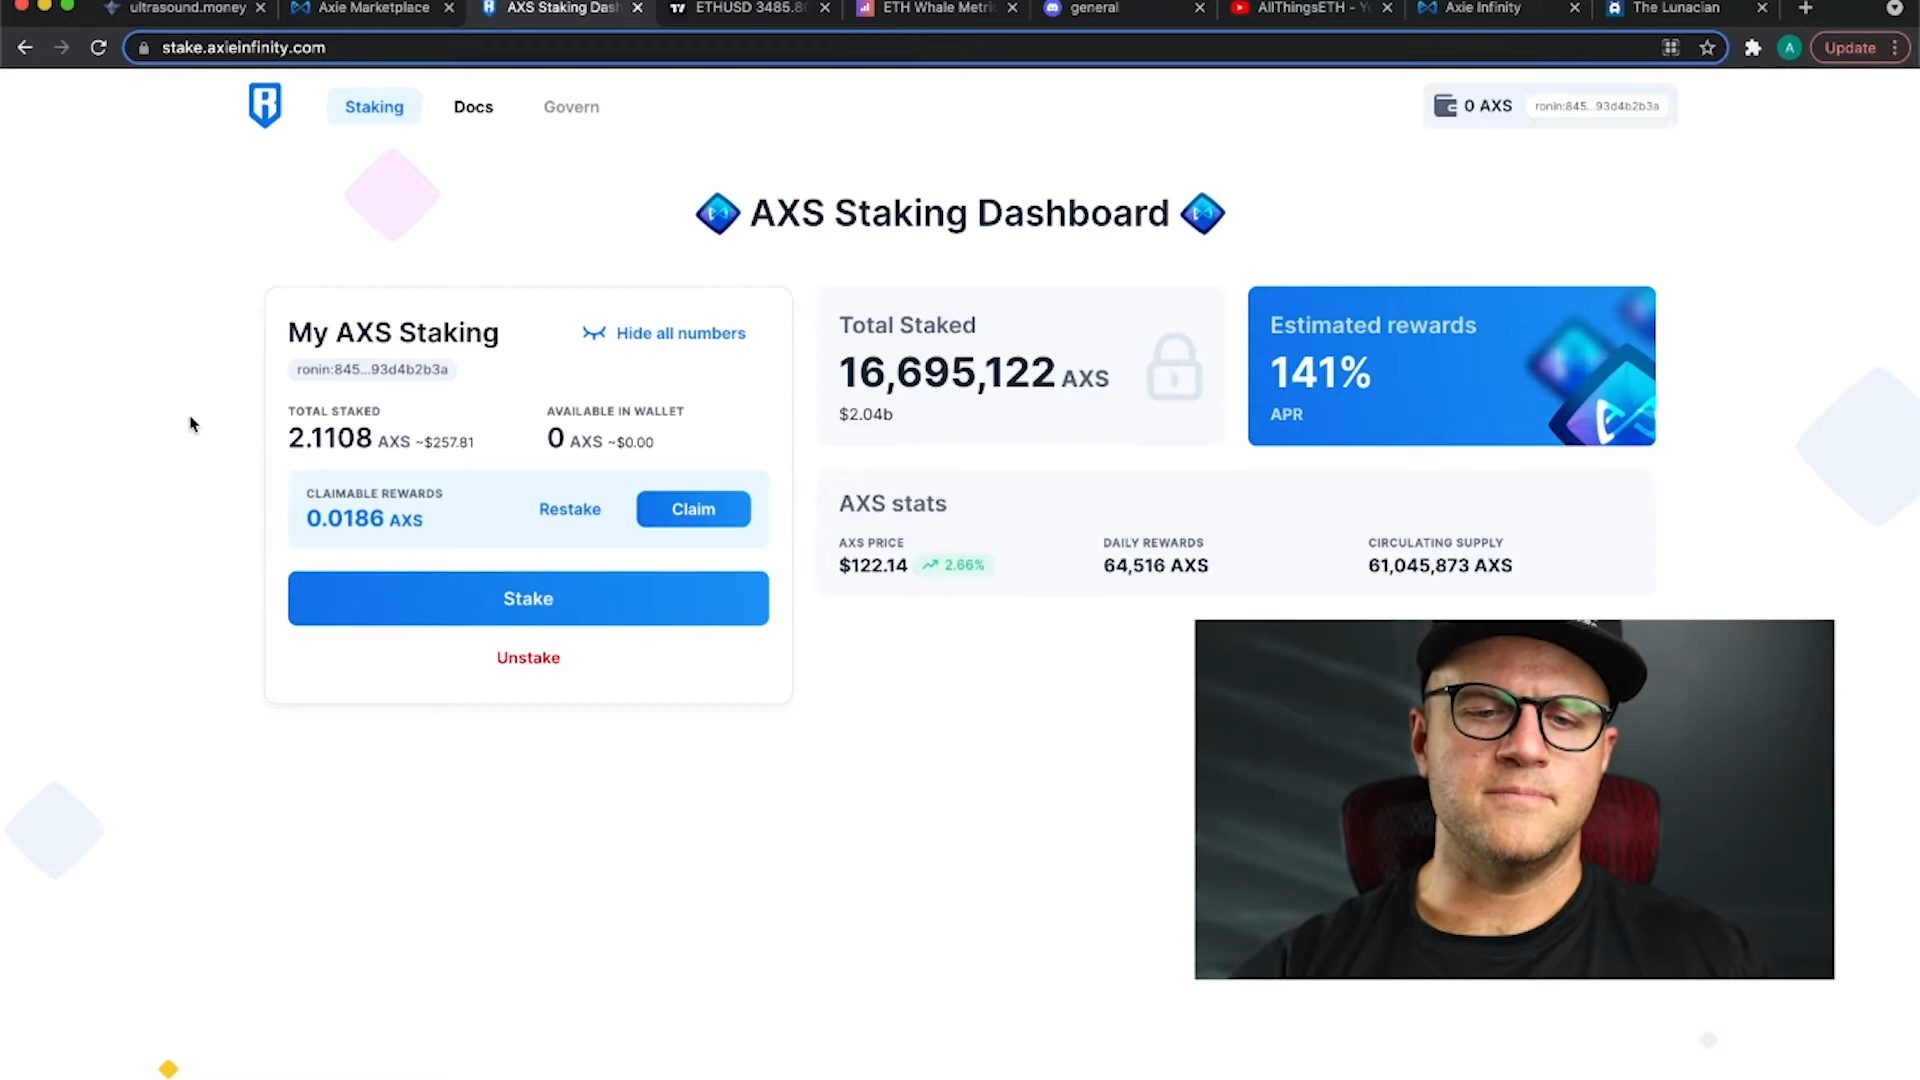 ultrasound.money
Axie Marketplace
AXS Staking Dash
ETHUSD 3485.80
ETH Whale Metric
general
AllThingsETH - Yo
Axie Infinity
The Lunacian
stake.axieinfinity.com
A
Update
Staking
Docs
Govern
0 AXS
ronin:845...93d4b2b3a
AXS Staking Dashboard
My AXS Staking
Hide all numbers
ronin:845...93d4b2b3a
TOTAL STAKED
2.1108 AXS ~$257.81
AVAILABLE IN WALLET
0 AXS ~$0.00
CLAIMABLE REWARDS
0.0186 AXS
Restake
Claim
Stake
Unstake
Total Staked
16,695,122 AXS
$2.04b
Estimated rewards
141%
APR
AXS stats
AXS PRICE
$122.14
2.66%
DAILY REWARDS
64,516 AXS
CIRCULATING SUPPLY
61,045,873 AXS